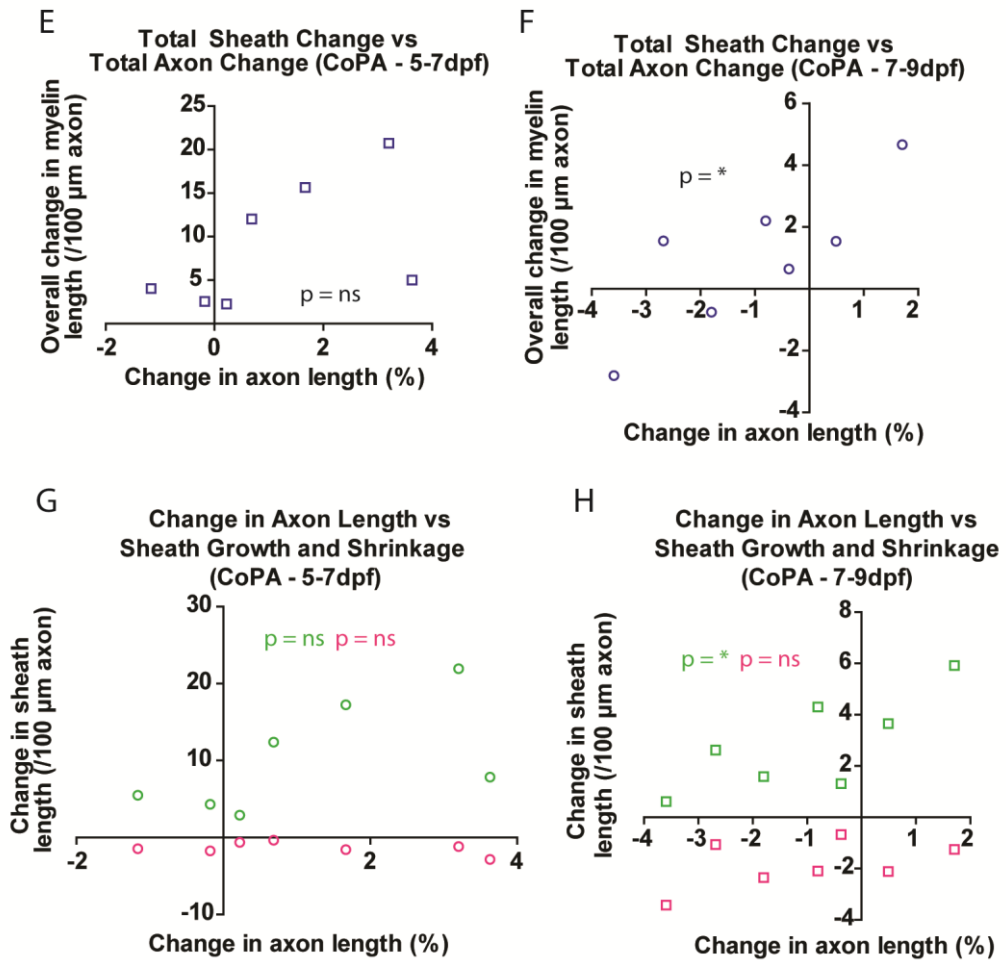 E
Total Sheath Change vs
Total Axon Change (CoPA - 5-7dpf)
Overall change in myelin
length (/100 µm axon)
25
20
15
10
5
p = ns
-2 0 2 4
Change in axon length (%)
F
Total Sheath Change vs
Total Axon Change (CoPA - 7-9dpf)
Overall change in myelin
length (/100 µm axon)
6
4
p = *
2
-4 -3 -2 -1 1 2
-2
-4
Change in axon length (%)
G
Change in Axon Length vs
Sheath Growth and Shrinkage
(CoPA - 5-7dpf)
Change in sheath
length (/100 µm axon)
30
p = ns p = ns
20
10
-2 2 4
-10
Change in axon length (%)
H
Change in Axon Length vs
Sheath Growth and Shrinkage
(CoPA - 7-9dpf)
Change in sheath
length (/100 µm axon)
8
p = * p = ns
6
4
2
-4 -3 -2 -1 1 2
-2
-4
Change in axon length (%)